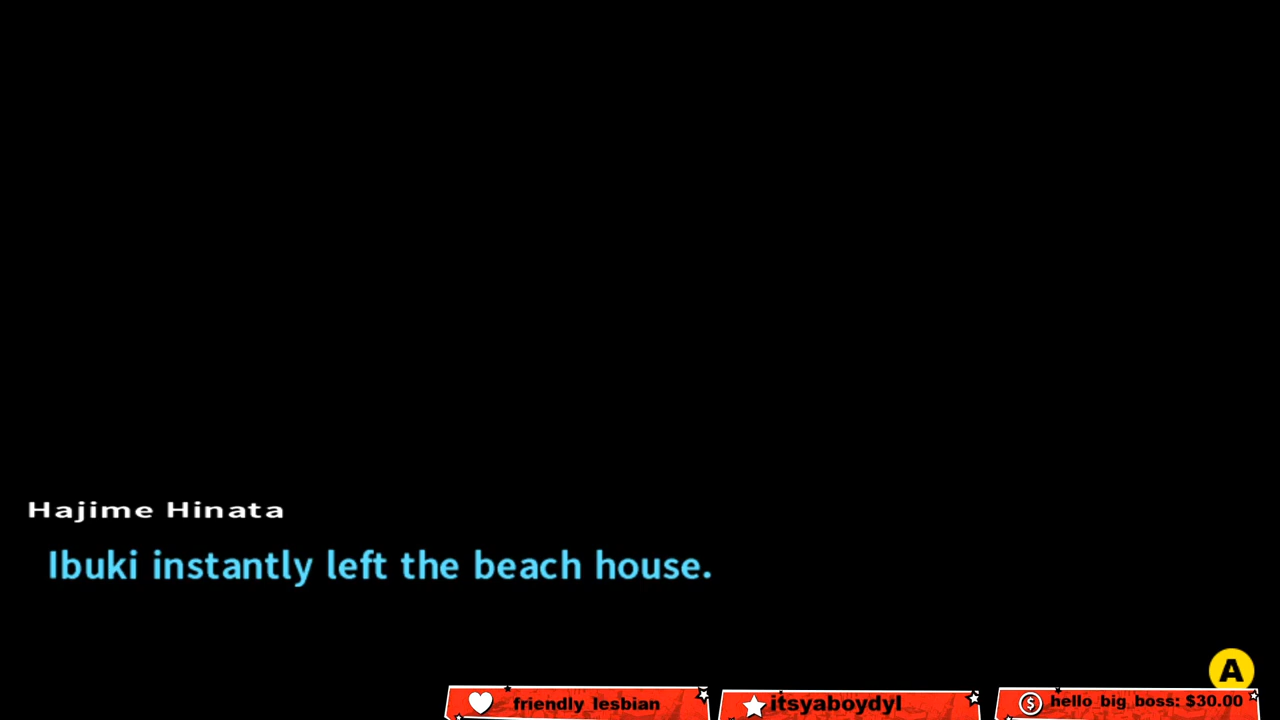 Hajime Hinata
Ibuki instantly left the beach house.
A
friendly_lesbian
itsyaboydyl
hello_big_boss: $30.00